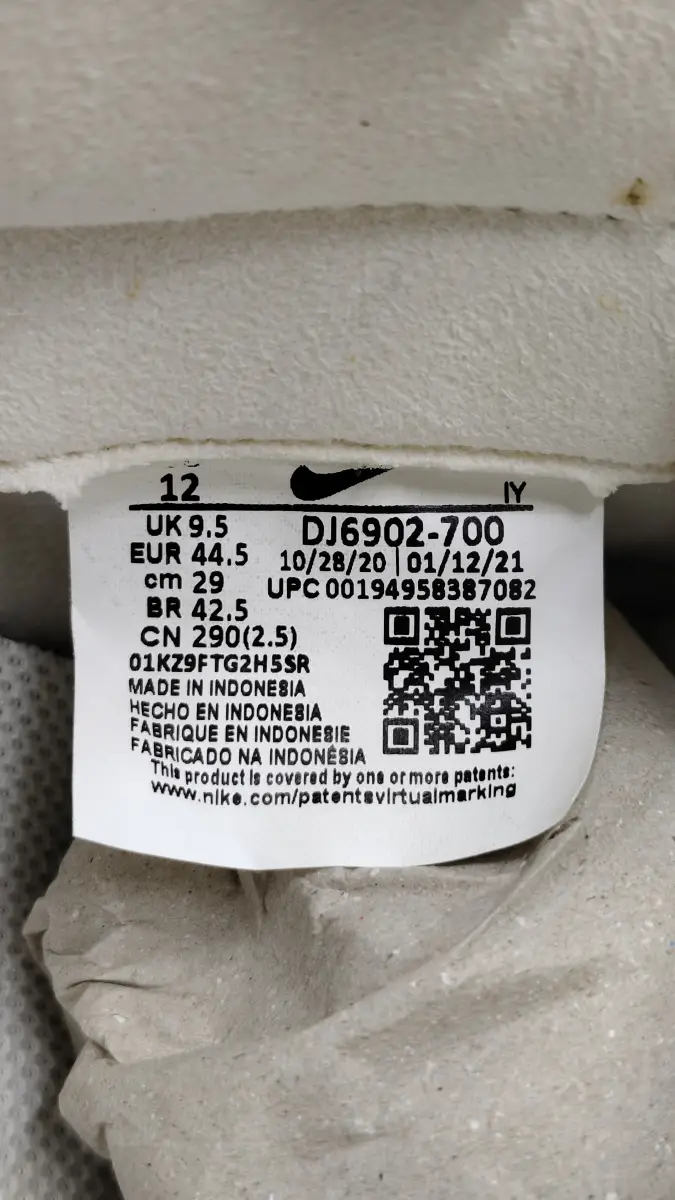 12 IY
UK 9.5 DJ6902-700
EUR 44.5 10/28/20 | 01/12/21
cm 29 UPC 00194958387082
BR 42.5
CN 290(2.5)
01KZ9FTG2H5SR
MADE IN INDONESIA
HECHO EN INDONESIA
FABRIQUE EN INDONESIE
FABRICADO NA INDONÉSIA
This product is covered by one or more patents:
www.nike.com/patentsvirtualmarking